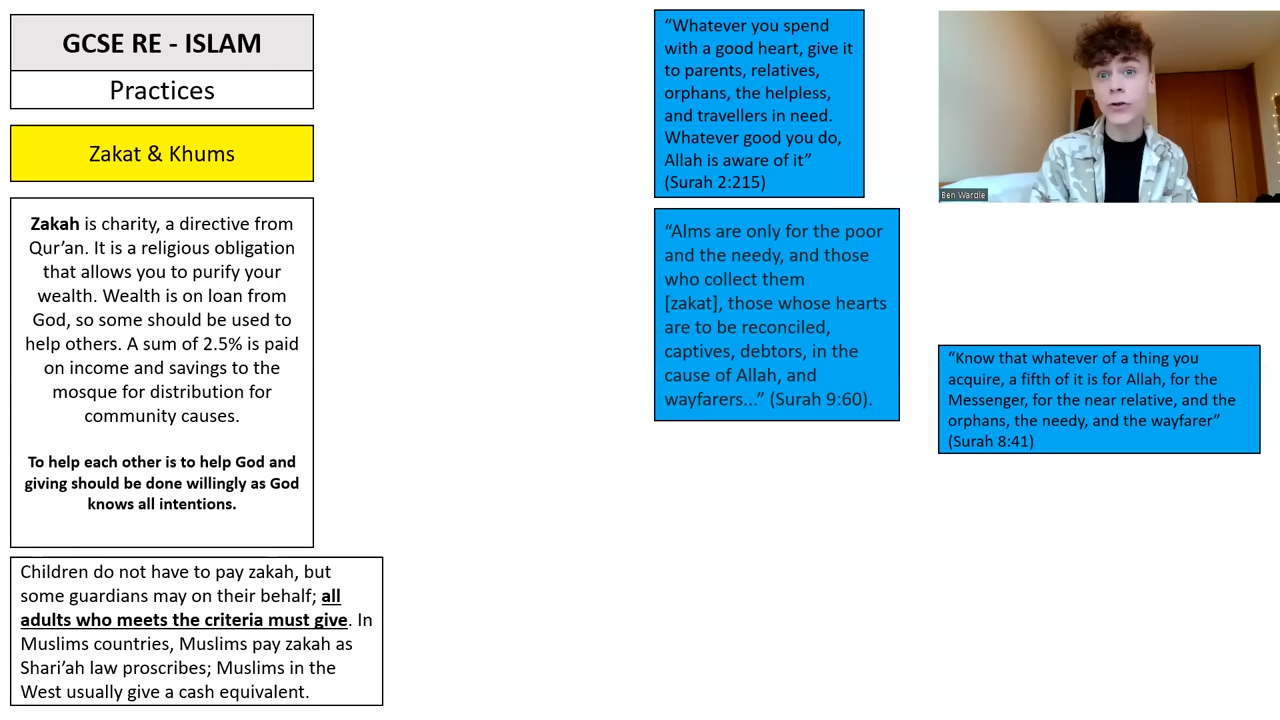 GCSE RE - ISLAM
Practices
Zakat & Khums
Zakah is charity, a directive from
Qur’an. It is a religious obligation
that allows you to purify your
wealth. Wealth is on loan from
God, so some should be used to
help others. A sum of 2.5% is paid
on income and savings to the
mosque for distribution for
community causes.
To help each other is to help God and
giving should be done willingly as God
knows all intentions.
Children do not have to pay zakah, but
some guardians may on their behalf; all
adults who meets the criteria must give. In
Muslims countries, Muslims pay zakah as
Shari’ah law proscribes; Muslims in the
West usually give a cash equivalent.
“Whatever you spend
with a good heart, give it
to parents, relatives,
orphans, the helpless,
and travellers in need.
Whatever good you do,
Allah is aware of it”
(Surah 2:215)
“Alms are only for the poor
and the needy, and those
who collect them
[zakat], those whose hearts
are to be reconciled,
captives, debtors, in the
cause of Allah, and
wayfarers...” (Surah 9:60).
Ben Wardle
“Know that whatever of a thing you
acquire, a fifth of it is for Allah, for the
Messenger, for the near relative, and the
orphans, the needy, and the wayfarer”
(Surah 8:41)